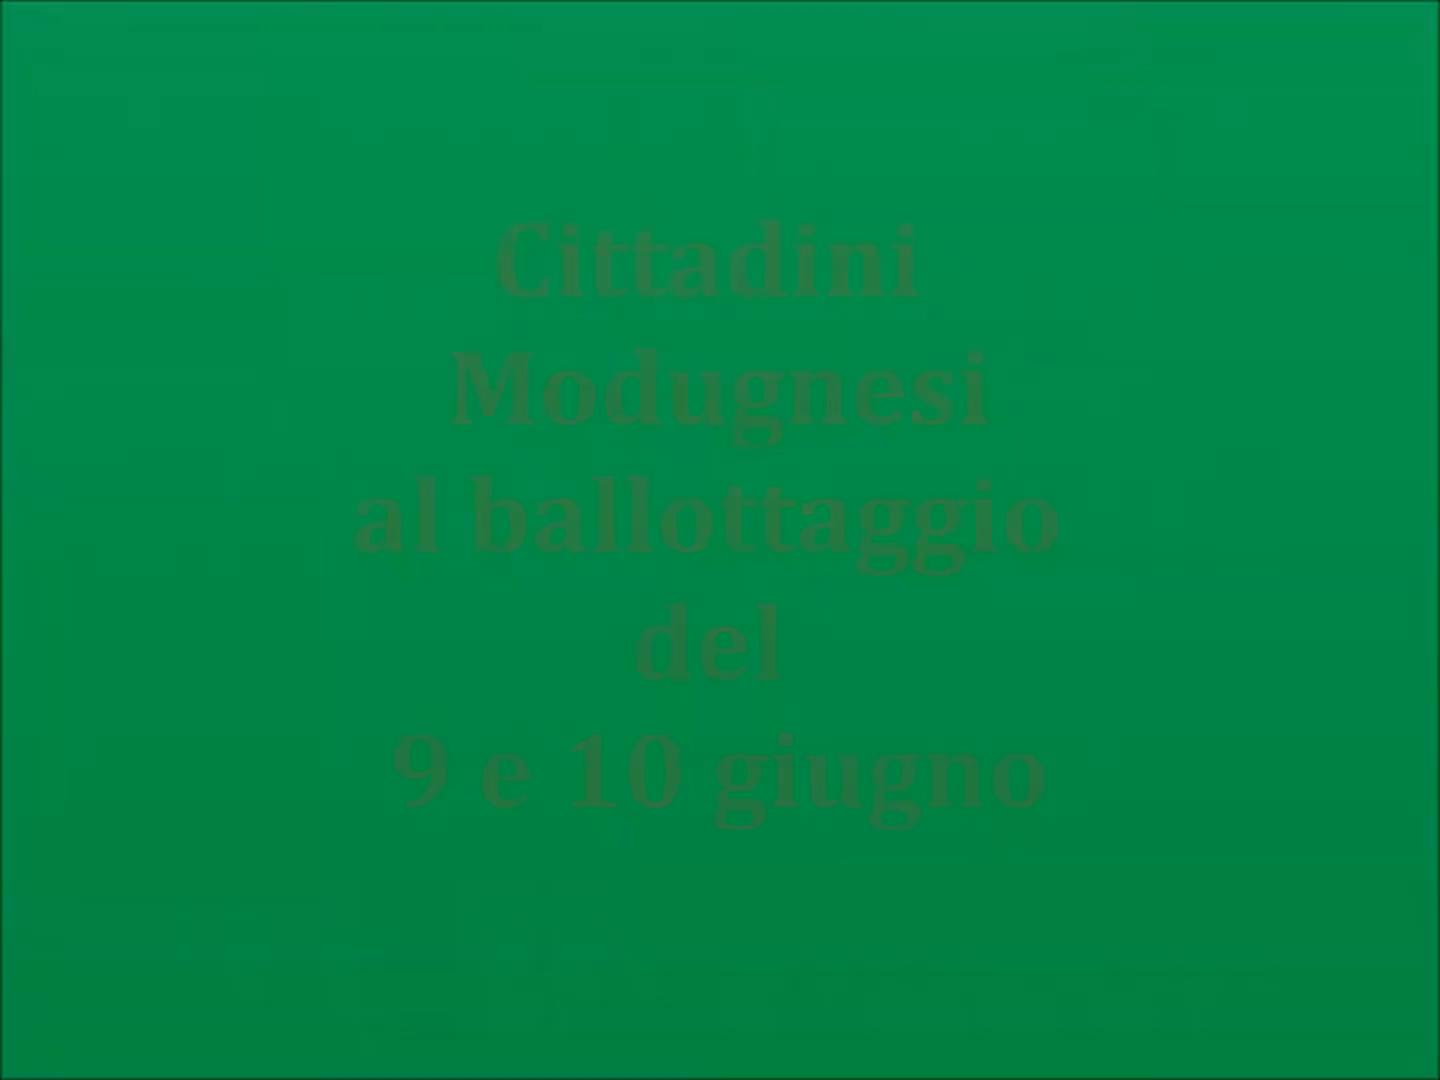 Cittadini
Modugnesi
al ballottaggio
del
9 e 10 giugno